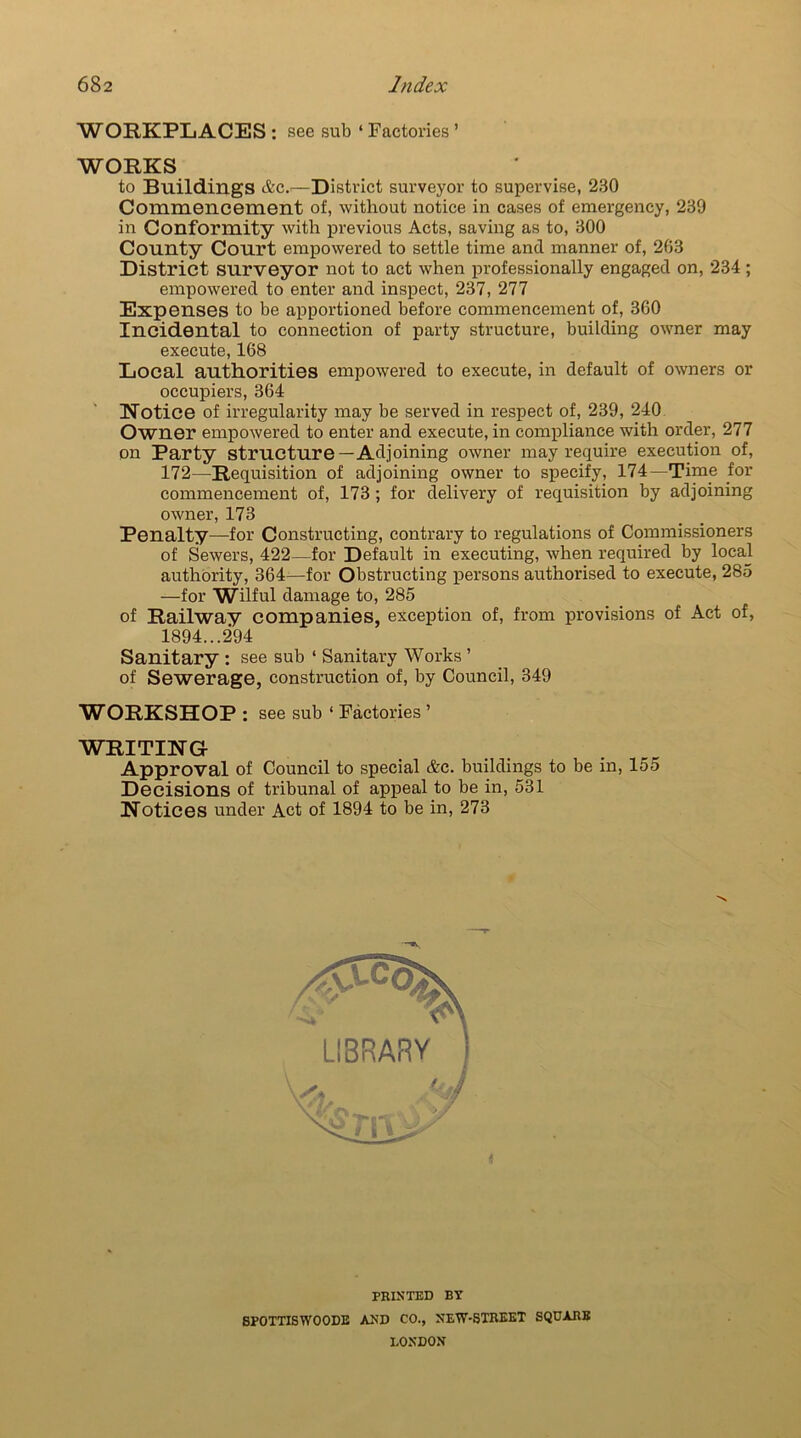 682 Index
WORKPLACES : see sub ‘ Factories ’
WORKS
to Buildings &c.—District surveyor to supervise, 230
Commencement of, without notice in cases of emergency, 239
in Conformity with previous Acts, saving as to, 300
County Court empowered to settle time and manner of, 263
District surveyor not to act when professionally engaged on, 234 ;
empowered to enter and inspect, 237, 277
Expenses to be apportioned before commencement of, 360
Incidental to connection of party structure, building owner may
execute, 168
Local authorities empowered to execute, in default of owners or
occupiers, 364
Notice of irregularity may be served in respect of, 239, 240
Owner empowered to enter and execute, in compliance with order, 277
on Party structure—Adjoining owner may require execution of,
172—Requisition of adjoining owner to specify, 174—Time for
commencement of, 173 ; for delivery of requisition by adjoining
owner, 173
Penalty—for Constructing, contrary to regulations of Commissioners
of Sewers, 422—for Default in executing, when required by local
authority, 364—for Obstructing persons authorised to execute, 285
—for Wilful damage to, 285
of Railway companies, exception of, from provisions of Act of,
1894...294
Sanitary : see sub ‘ Sanitary Works ’
of Sewerage, construction of, by Council, 349
WORKSHOP : see sub ‘ Factories ’
WRITING
Approval of Council to special &c. buildings to be in, 155
Decisions of tribunal of appeal to be in, 531
Notices under Act of 1894 to be in, 273
LIBRARY
PRINTED BY
SPOTTISWOODE AND CO., NEW-STREET SQUARE
LONDON